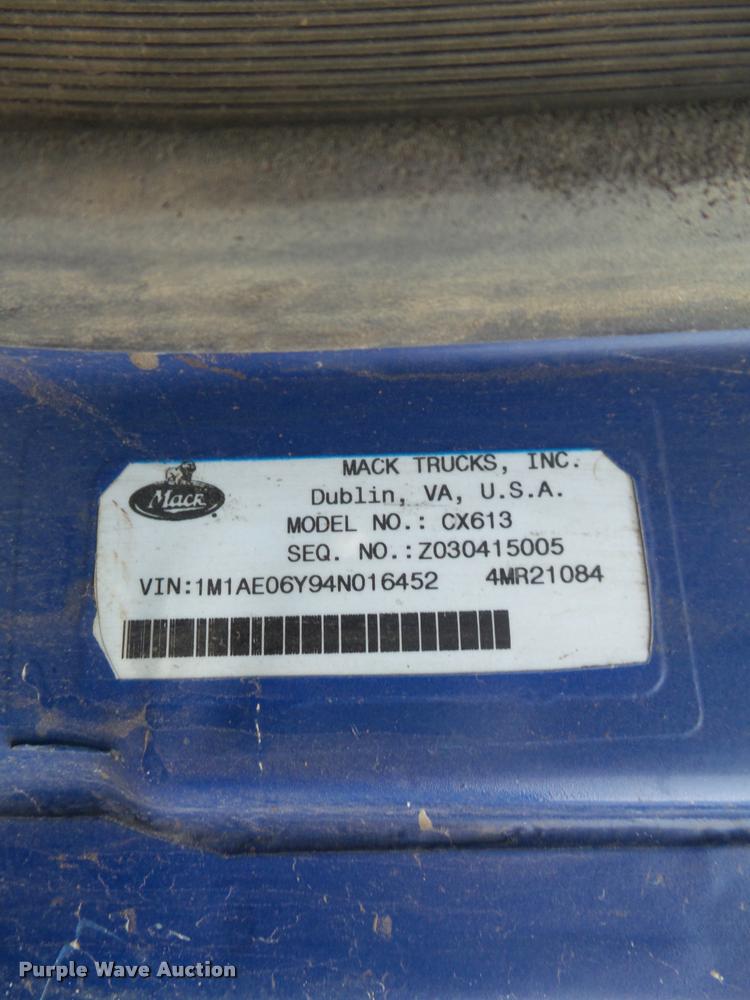 Mack
MACK TRUCKS, INC.
Dublin, VA, U.S.A.
MODEL NO.: CX613
SEQ. NO.:Z030415005
VIN:1M1AE06Y94N016452 4MR21084
Purple Wave Auction